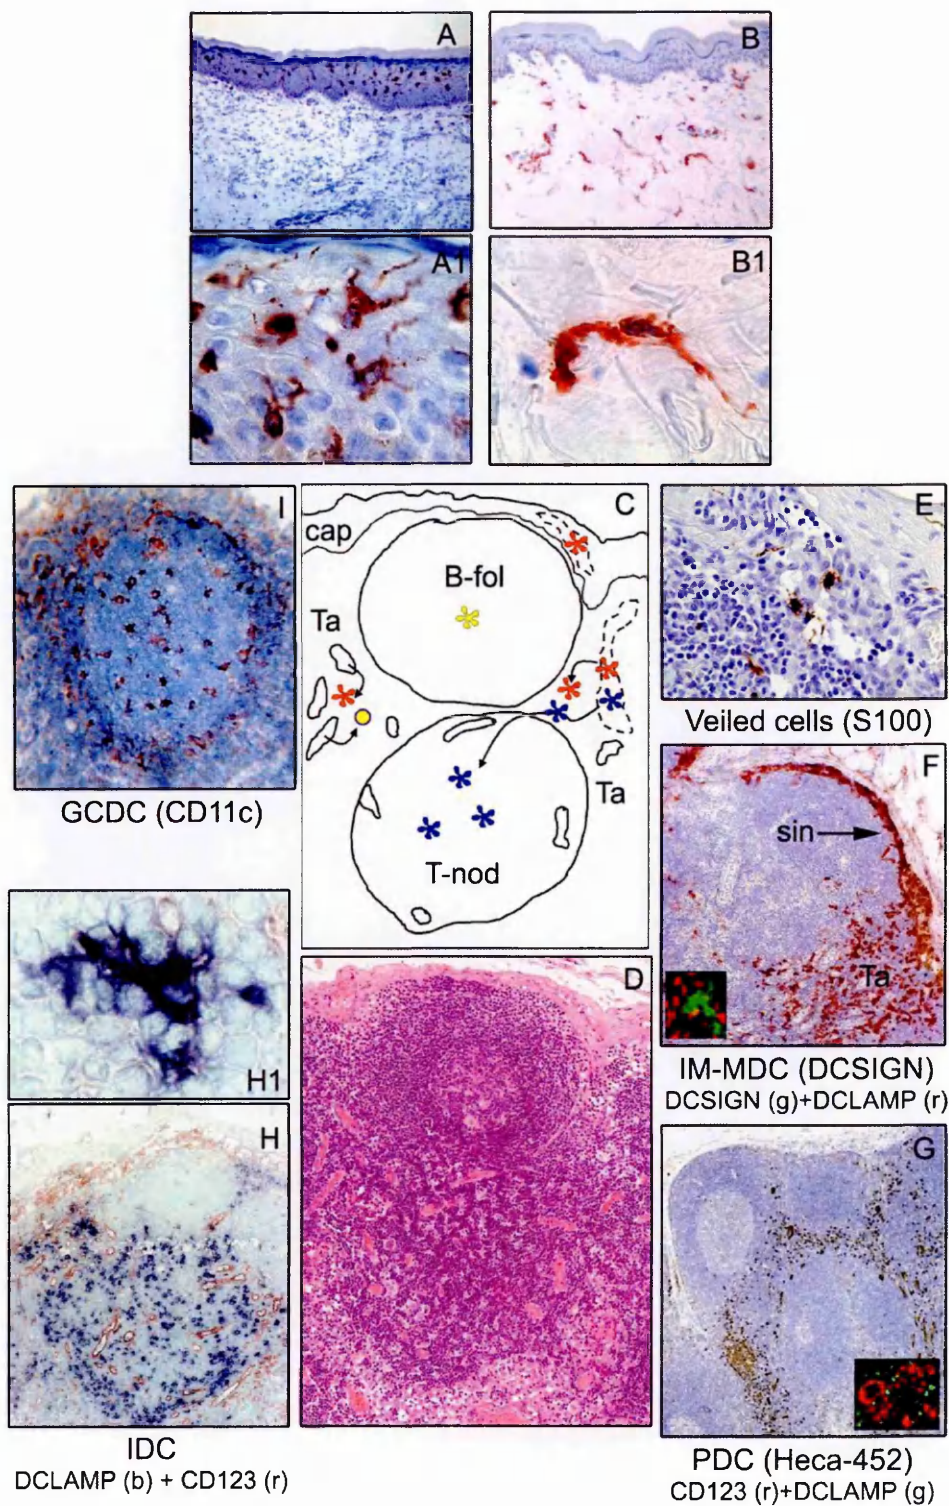 A
B
A1
B1
I
GCDC (CD11c)
C
cap
B-fol
Ta
Ta
T-nod
E
Veiled cells (S100)
F
sin
Ta
IM-MDC (DCSIGN)
DCSIGN (g)+DCLAMP (r)
H1
H
IDC
DCLAMP (b) + CD123 (r)
D
G
PDC (Heca-452)
CD123 (r)+DCLAMP (g)